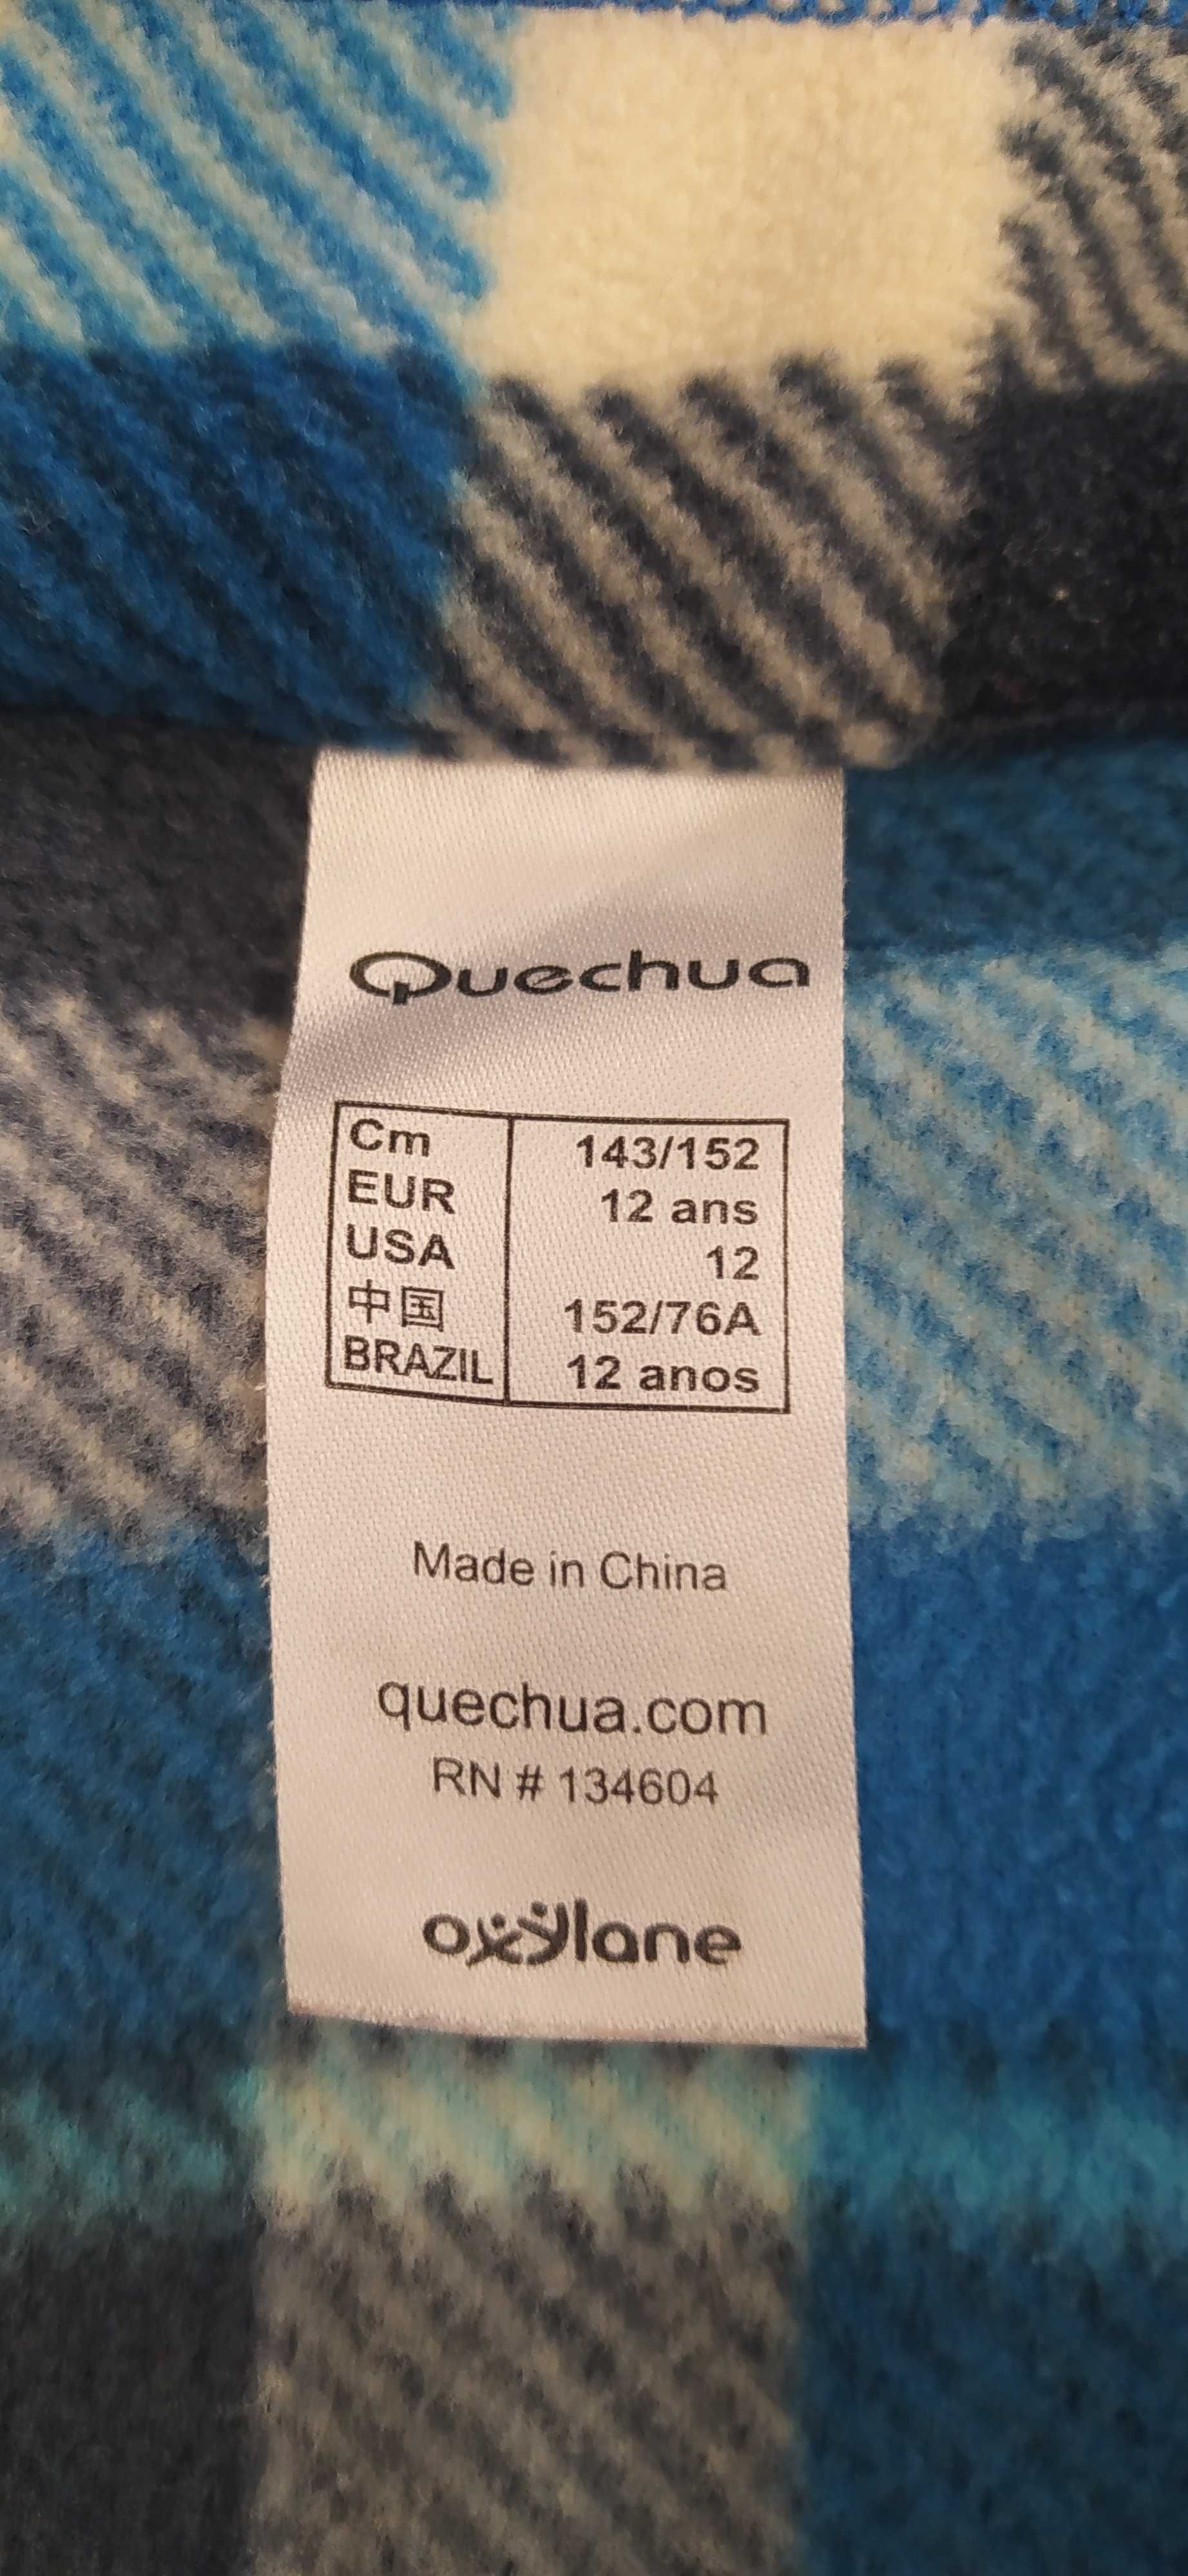 Quechua
Cm 143/152
EUR 12 ans
USA 12
中国 152/76A
BRAZIL 12 anos
Made in China
quechua.com
RN # 134604
oxylane